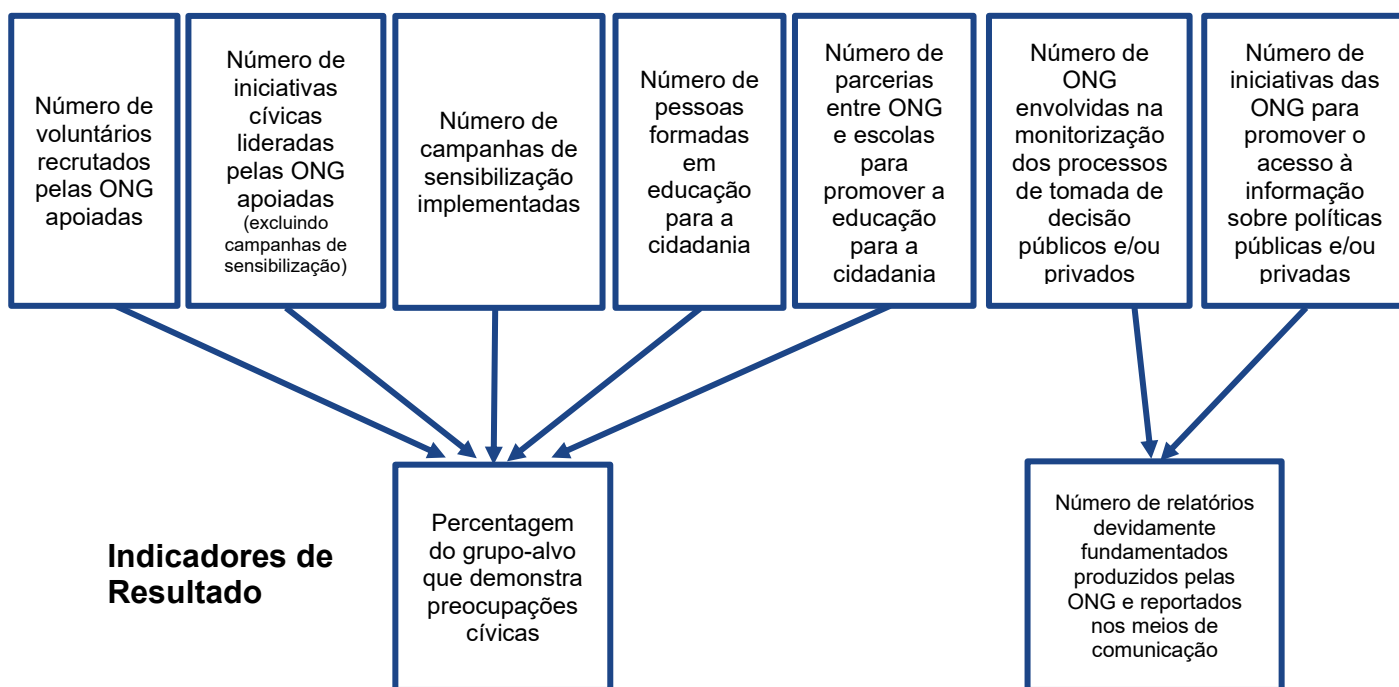 Número de
voluntários
recrutados
pelas ONG
apoiadas
Número de
iniciativas
cívicas
lideradas
pelas ONG
apoiadas
(excluindo
campanhas de
sensibilização)
Número de
campanhas de
sensibilização
implementadas
Número de
pessoas
formadas
em
educação
para a
cidadania
Número de
parcerias
entre ONG
e escolas
para
promover a
educação
para a
cidadania
Número de
ONG
envolvidas na
monitorização
dos processos
de tomada de
decisão
públicos e/ou
privados
Número de
iniciativas das
ONG para
promover o
acesso à
informação
sobre políticas
públicas e/ou
privadas
Indicadores de
Resultado
Percentagem
do grupo-alvo
que demonstra
preocupações
cívicas
Número de relatórios
devidamente
fundamentados
produzidos pelas
ONG e reportados
nos meios de
comunicação